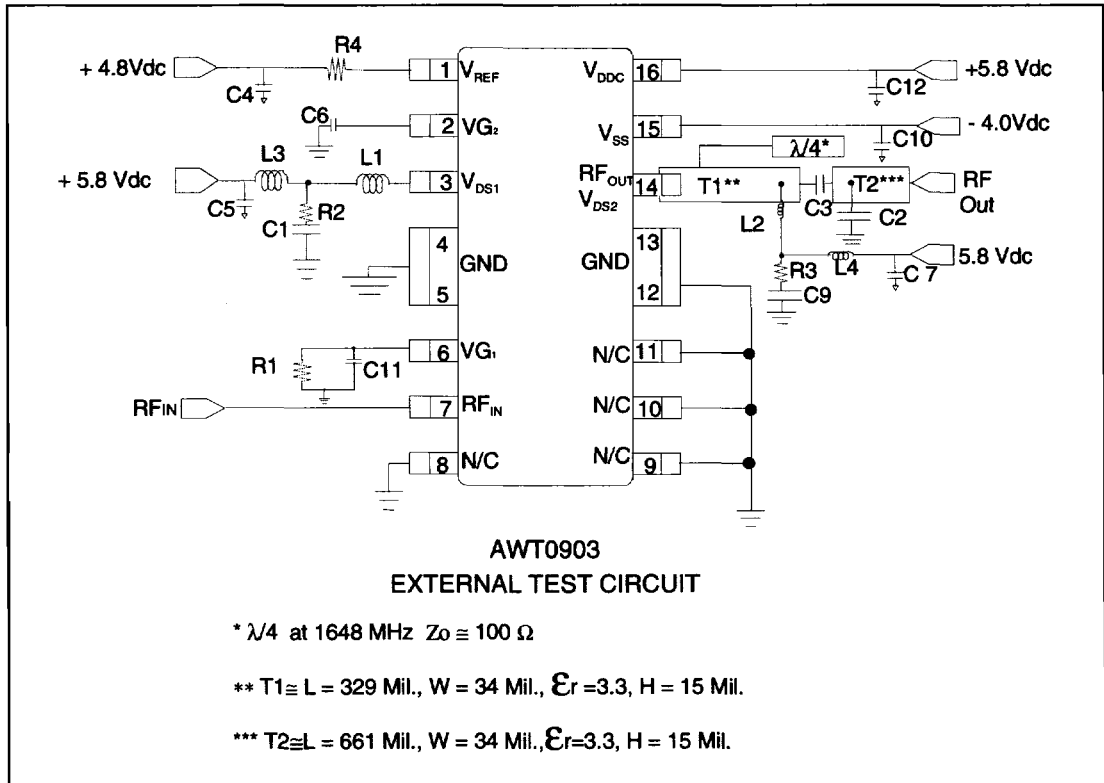 R4
+ 4.8Vdc
C4
1 VREF
VDDC 16
C12
+5.8 Vdc
C6
2 VG2
VSS 15
C10
- 4.0Vdc
L3
L1
+ 5.8 Vdc
C5
R2
C1
3 VDS1
RFOUT
14
VDS2
λ/4*
T1**
C3
T2***
RF
Out
L2
C2
R3
C9
L4
C 7
5.8 Vdc
4
GND
5
13
GND
12
R1
C11
6 VG1
N/C 11
RFIN
7 RFIN
N/C 10
8 N/C
N/C 9
AWT0903
EXTERNAL TEST CIRCUIT
* λ/4 at 1648 MHz Zo ≅ 100 Ω
** T1≅ L = 329 Mil., W = 34 Mil., Ɛr =3.3, H = 15 Mil.
*** T2≅L = 661 Mil., W = 34 Mil.,Ɛr=3.3, H = 15 Mil.